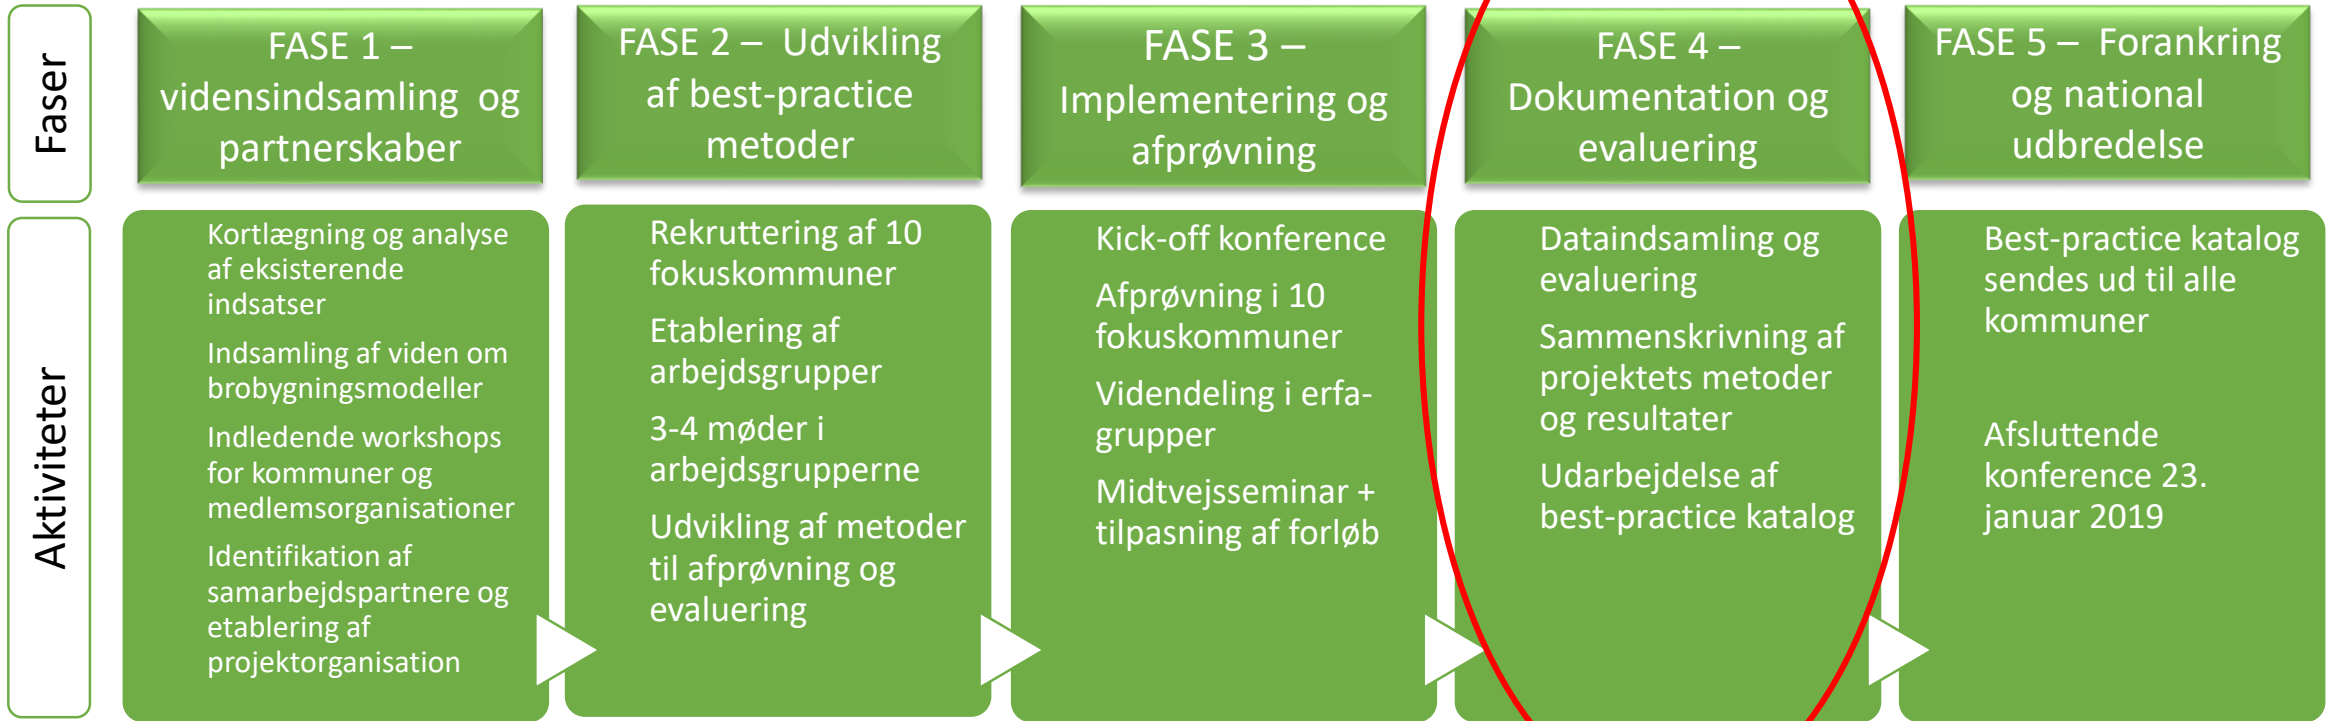 Faser
FASE 1 –
vidensindsamling og
partnerskaber
FASE 2 – Udvikling
af best-practice
metoder
FASE 3 –
Implementering og
afprøvning
FASE 4 –
Dokumentation og
evaluering
FASE 5 – Forankring
og national
udbredelse
Aktiviteter
Kortlægning og analyse
af eksisterende
indsatser
Indsamling af viden om
brobygningsmodeller
Indledende workshops
for kommuner og
medlemsorganisationer
Identifikation af
samarbejdspartnere og
etablering af
projektorganisation
Rekruttering af 10
fokuskommuner
Etablering af
arbejdsgrupper
3-4 møder i
arbejdsgrupperne
Udvikling af metoder
til afprøvning og
evaluering
Kick-off konference
Afprøvning i 10
fokuskommuner
Videndeling i erfa-
grupper
Midtvejsseminar +
tilpasning af forløb
Dataindsamling og
evaluering
Sammenskrivning af
projektets metoder
og resultater
Udarbejdelse af
best-practice katalog
Best-practice katalog
sendes ud til alle
kommuner
Afsluttende
konference 23.
januar 2019